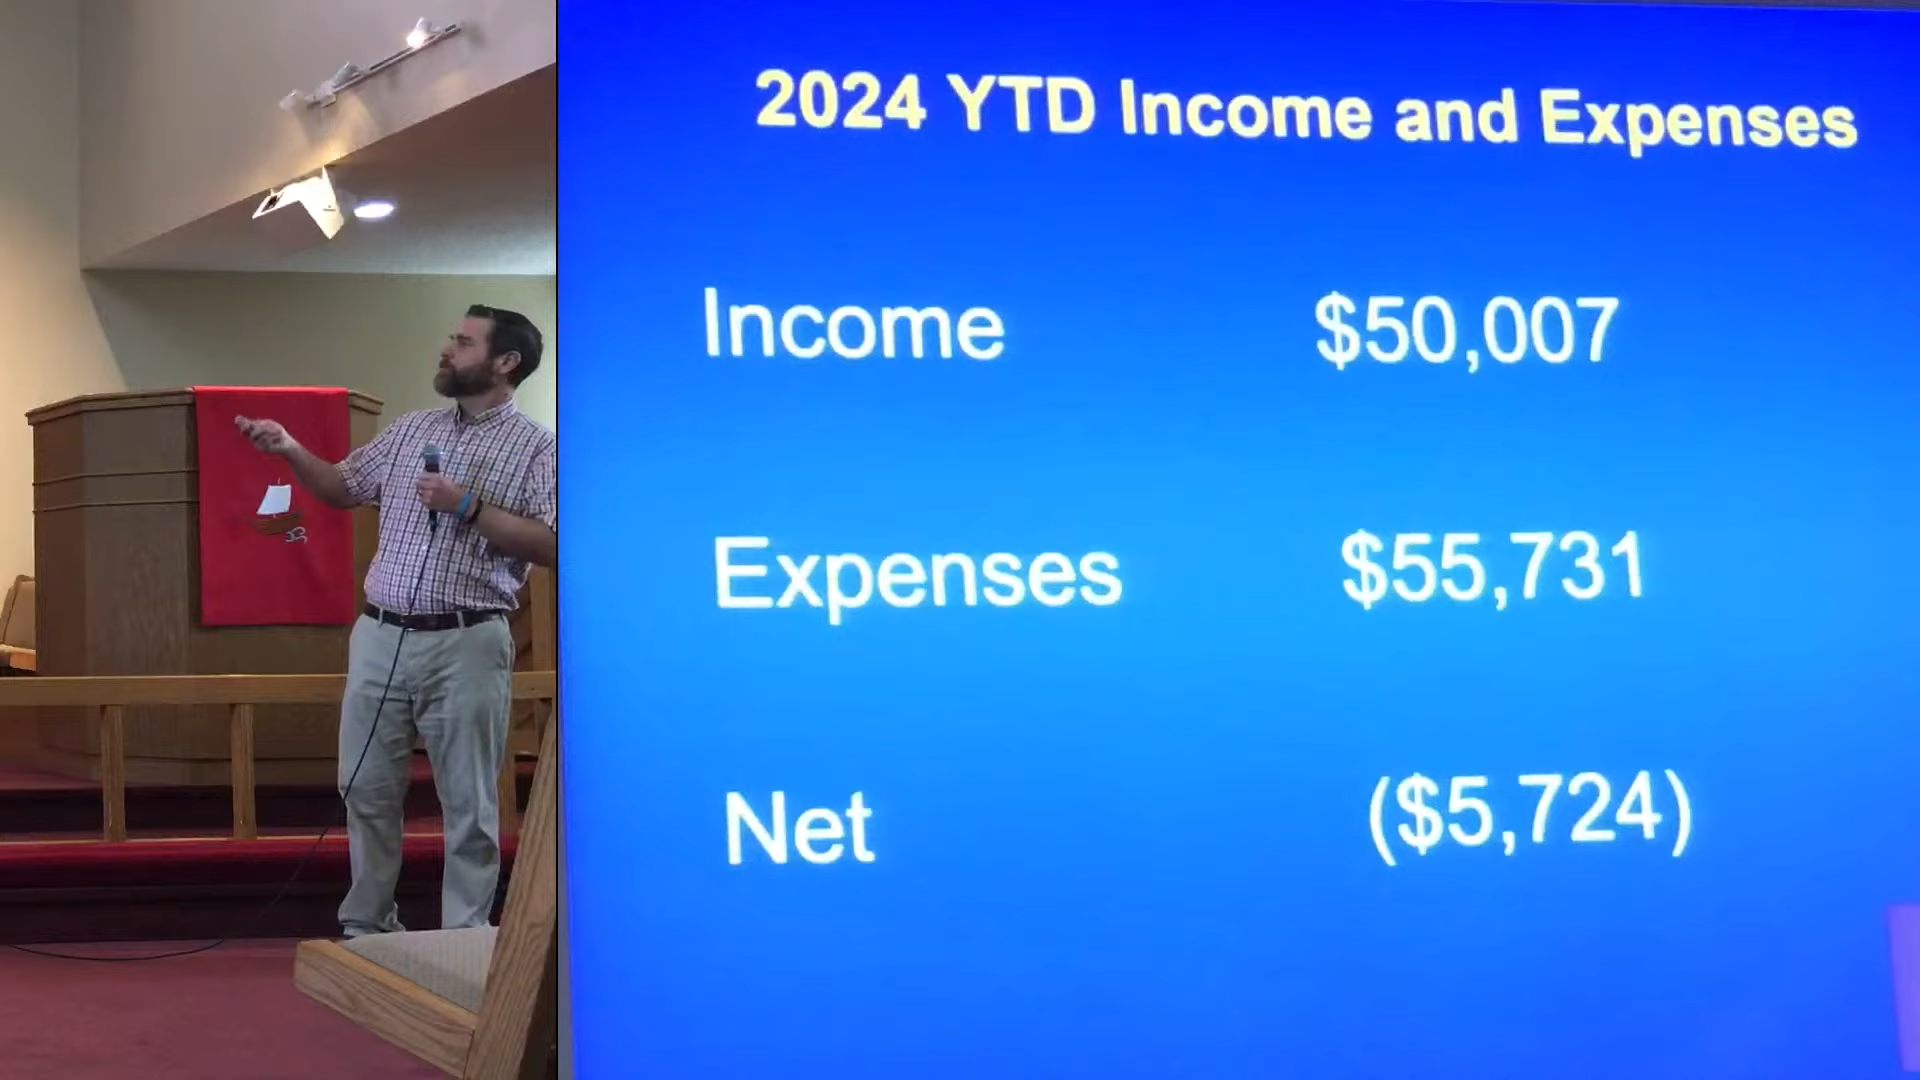 2024 YTD Income and Expenses
Income $50,007
Expenses $55,731
Net ($5,724)